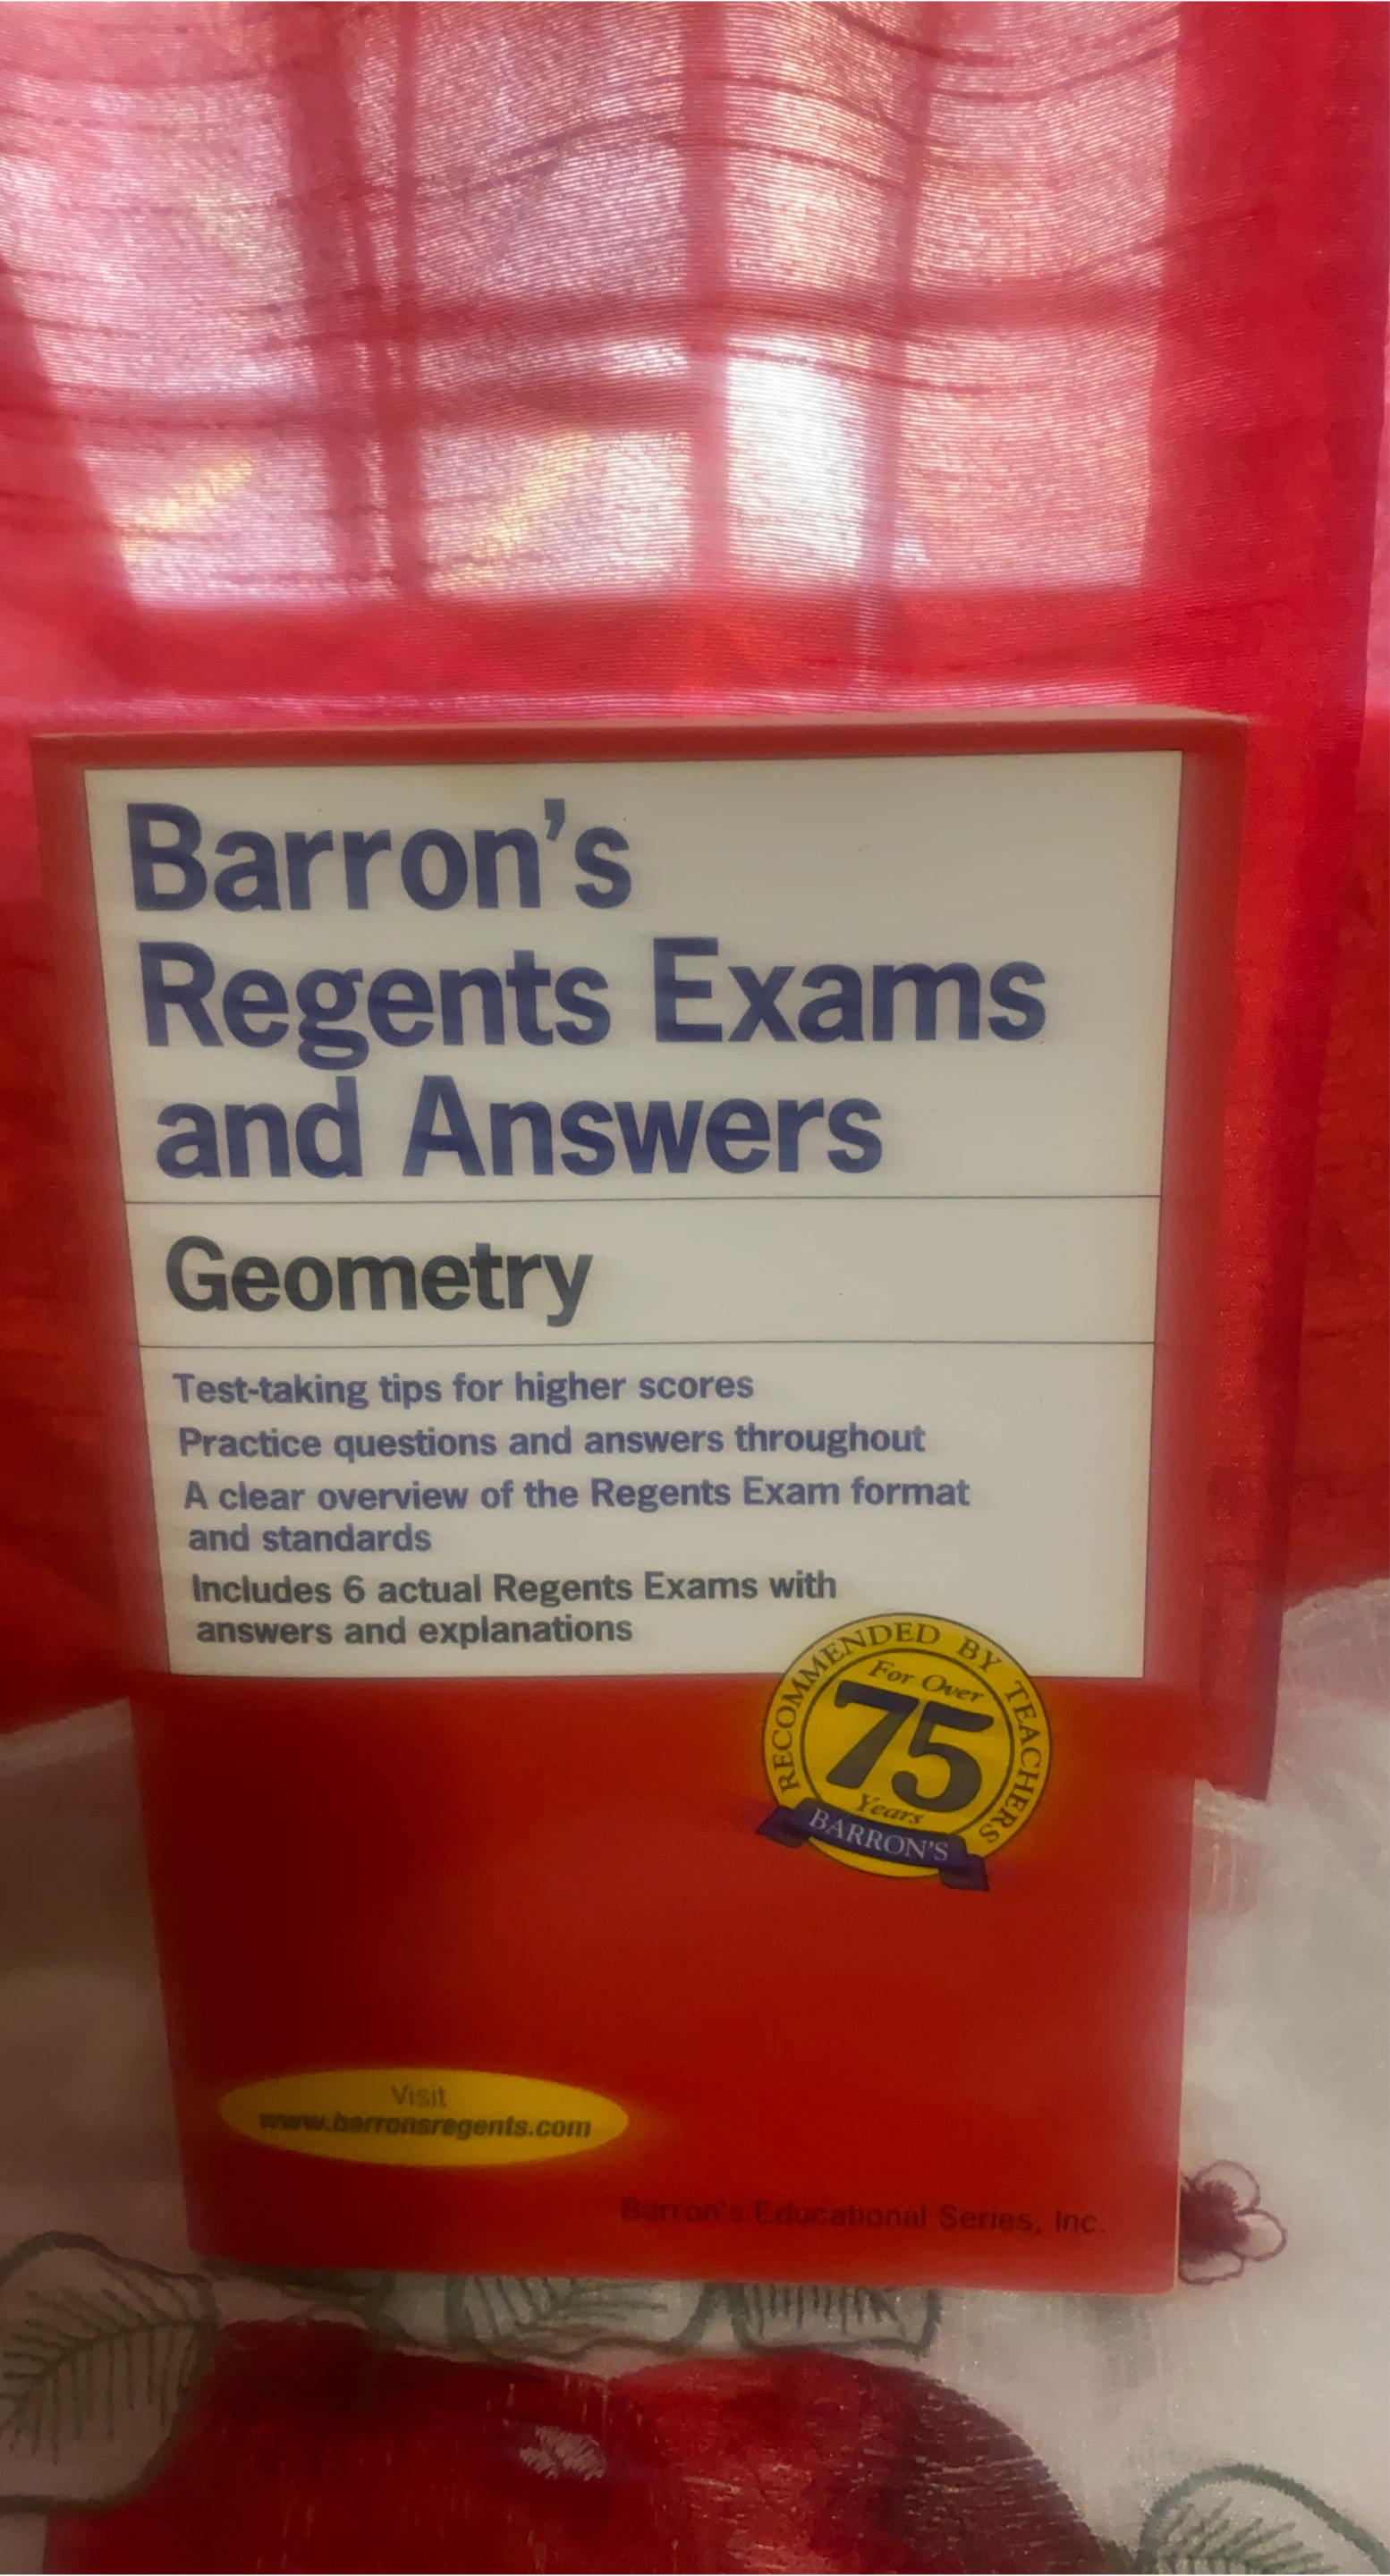 Barron's
Regents Exams
and Answers
Geometry
Test-taking tips for higher scores
Practice questions and answers throughout
A clear overview of the Regents Exam format
and standards
Includes 6 actual Regents Exams with
answers and explanations
RECOMMENDED BY TEACHERS
For Over
75
Years
BARRON'S
Visit
www.barronsregents.com
Barron's Educational Series, Inc.